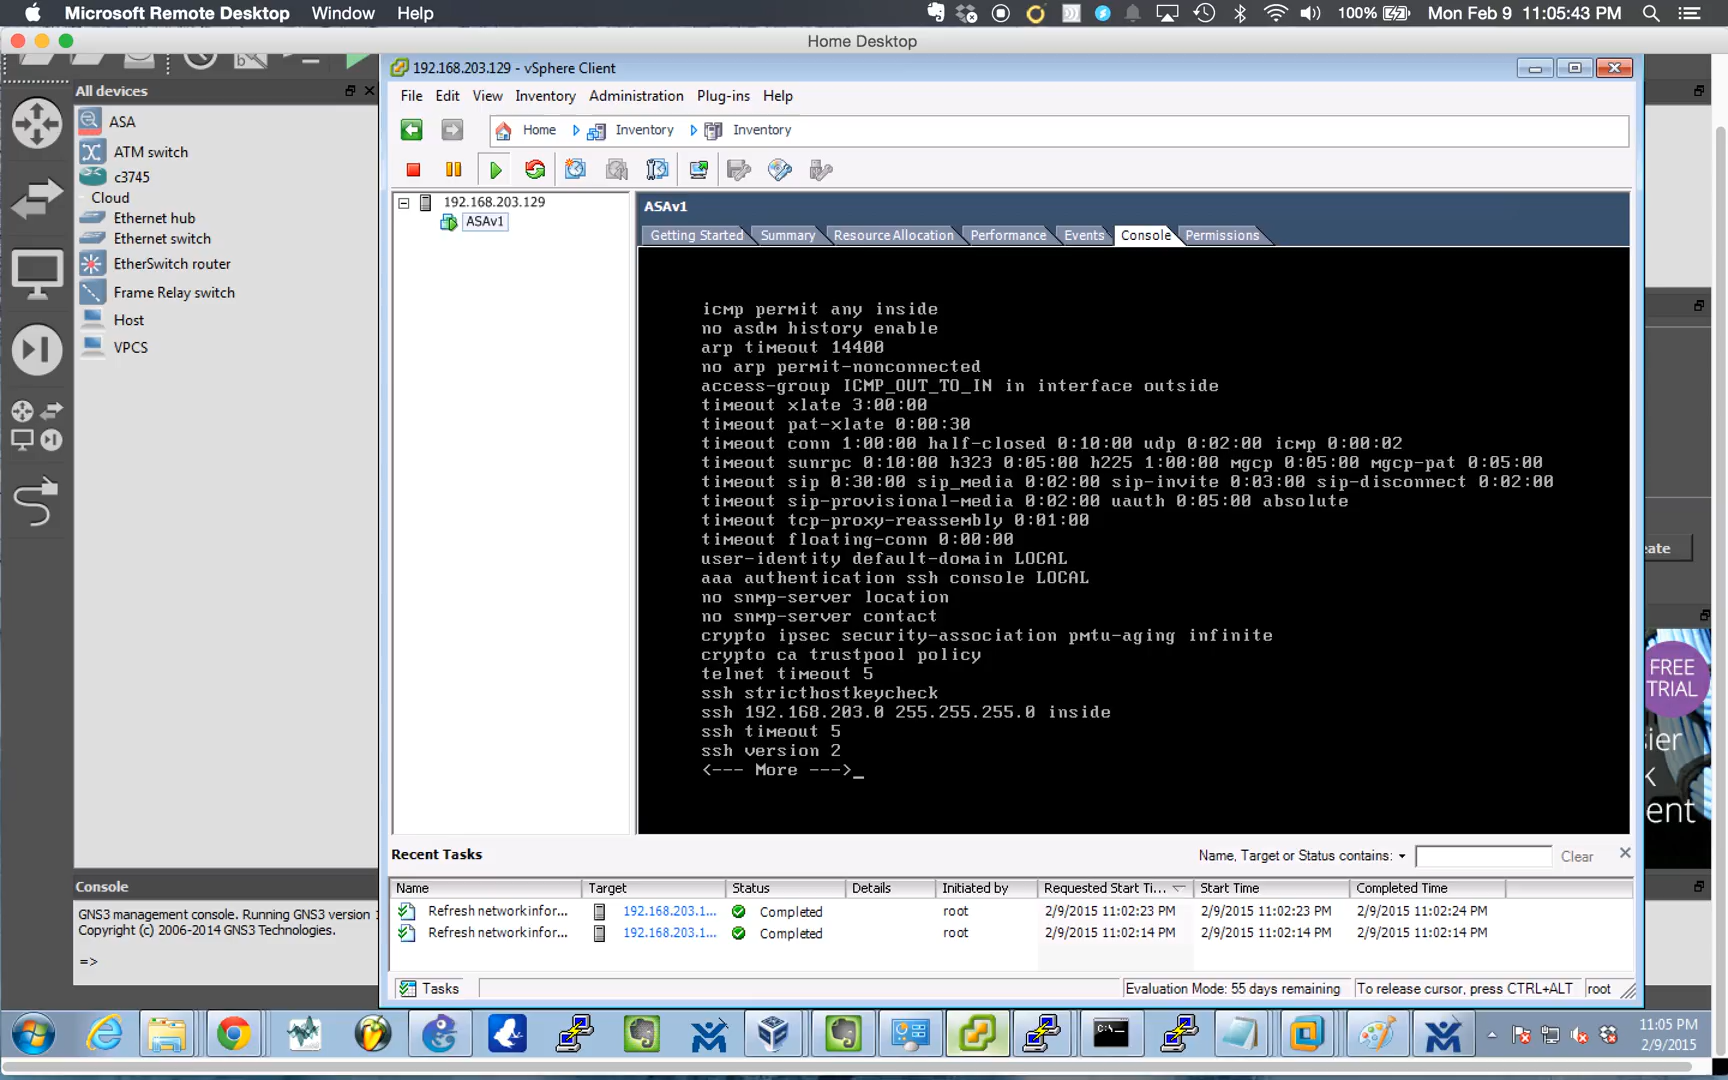 Microsoft Remote Desktop Window Help
100% Mon Feb 9 11:05:43 PM
Home Desktop
All devices
ASA
ATM switch
c3745
Cloud
Ethernet hub
Ethernet switch
EtherSwitch router
Frame Relay switch
Host
VPCS
192.168.203.129 - vSphere Client
File Edit View Inventory Administration Plug-ins Help
Home Inventory Inventory
192.168.203.129
ASAv1
ASAv1
Getting Started Summary Resource Allocation Performance Events Console Permissions
icmp permit any inside
no asdm history enable
arp timeout 14400
no arp permit-nonconnected
access-group ICMP_OUT_TO_IN in interface outside
timeout xlate 3:00:00
timeout pat-xlate 0:00:30
timeout conn 1:00:00 half-closed 0:10:00 udp 0:02:00 icmp 0:00:02
timeout sunrpc 0:10:00 h323 0:05:00 h225 1:00:00 mgcp 0:05:00 mgcp-pat 0:05:00
timeout sip 0:30:00 sip_media 0:02:00 sip-invite 0:03:00 sip-disconnect 0:02:00
timeout sip-provisional-media 0:02:00 uauth 0:05:00 absolute
timeout tcp-proxy-reassembly 0:01:00
timeout floating-conn 0:00:00
user-identity default-domain LOCAL
aaa authentication ssh console LOCAL
no snmp-server location
no snmp-server contact
crypto ipsec security-association pmtu-aging infinite
crypto ca trustpool policy
telnet timeout 5
ssh stricthostkeycheck
ssh 192.168.203.0 255.255.255.0 inside
ssh timeout 5
ssh version 2
<--- More --->_
eate
FREE
TRIAL
sier
k
ent
Recent Tasks Name, Target or Status contains: Clear
Name Target Status Details Initiated by Requested Start Ti... Start Time Completed Time
Refresh network infor... 192.168.203.1... Completed root 2/9/2015 11:02:23 PM 2/9/2015 11:02:23 PM 2/9/2015 11:02:24 PM
Refresh network infor... 192.168.203.1... Completed root 2/9/2015 11:02:14 PM 2/9/2015 11:02:14 PM 2/9/2015 11:02:14 PM
Console
GNS3 management console. Running GNS3 version 1
Copyright (c) 2006-2014 GNS3 Technologies.
=>
Tasks Evaluation Mode: 55 days remaining To release cursor, press CTRL+ALT root
C:\
11:05 PM
2/9/2015